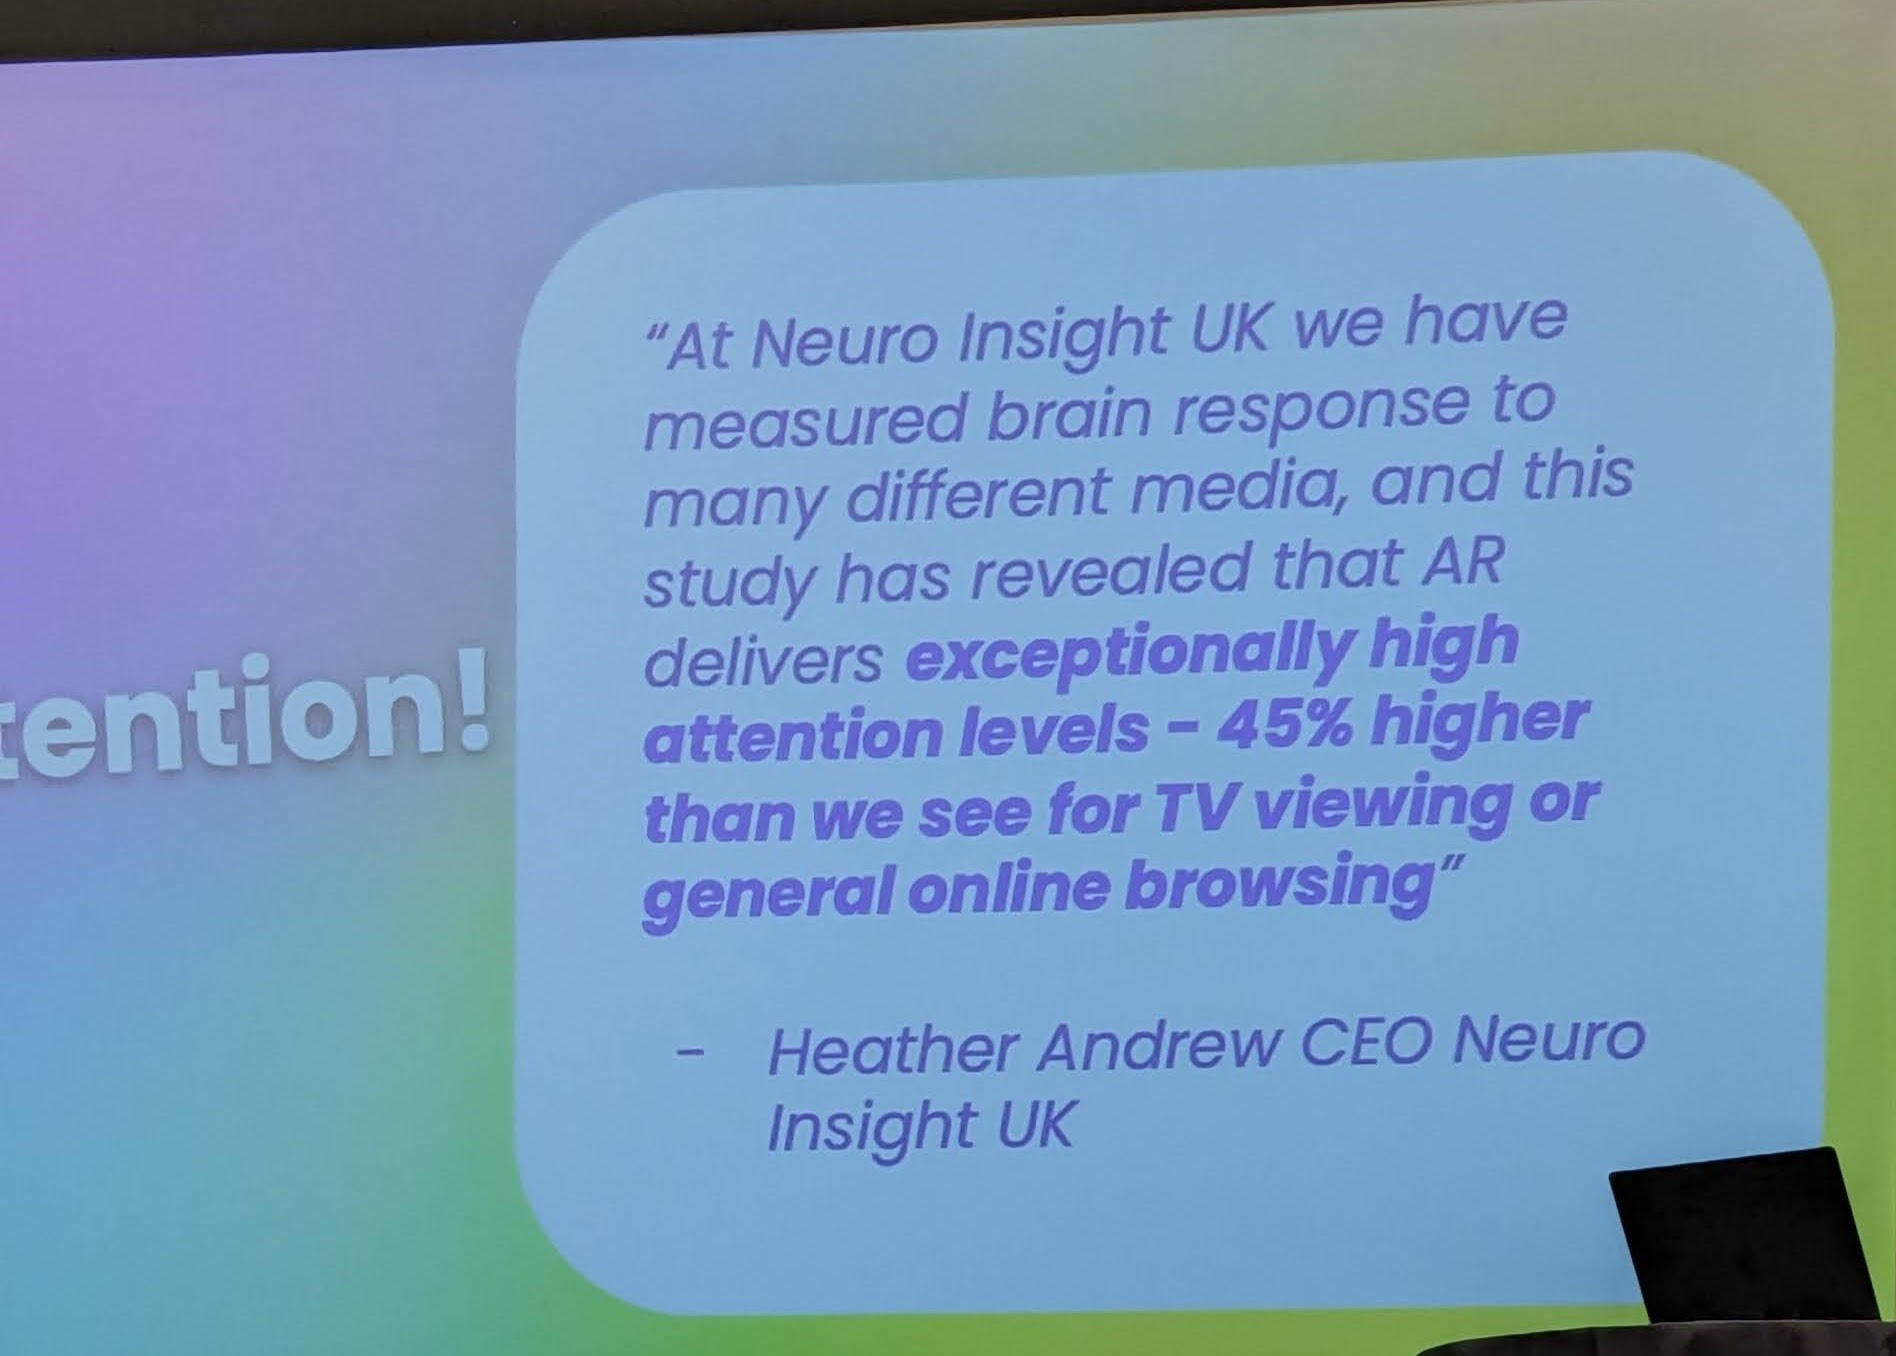 tention!
“At Neuro Insight UK we have
measured brain response to
many different media, and this
study has revealed that AR
delivers exceptionally high
attention levels – 45% higher
than we see for TV viewing or
general online browsing”
– Heather Andrew CEO Neuro
Insight UK